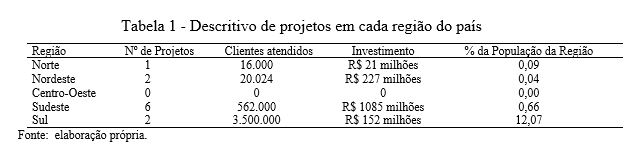 Tabela 1 - Descritivo de projetos em cada região do país
Região Nº de Projetos Clientes atendidos Investimento % da População da Região
Norte 1 16.000 R$ 21 milhões 0,09
Nordeste 2 20.024 R$ 227 milhões 0,04
Centro-Oeste 0 0 0 0,00
Sudeste 6 562.000 R$ 1085 milhões 0,66
Sul 2 3.500.000 R$ 152 milhões 12,07
Fonte: elaboração própria.